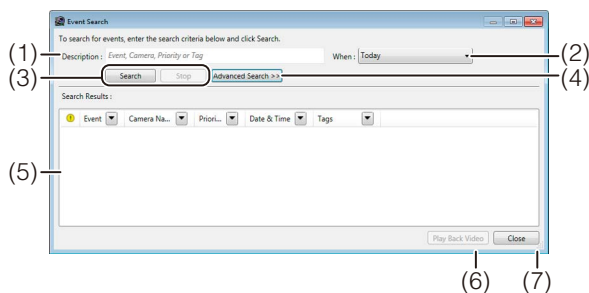 Event Search
To search for events, enter the search criteria below and click Search.
(1) Description : Event, Camera, Priority or Tag When : Today (2)
(3) Search Stop Advanced Search >> (4)
Search Results :
Event Camera Na... Priori... Date & Time Tags
(5)
Play Back Video Close
(6) (7)